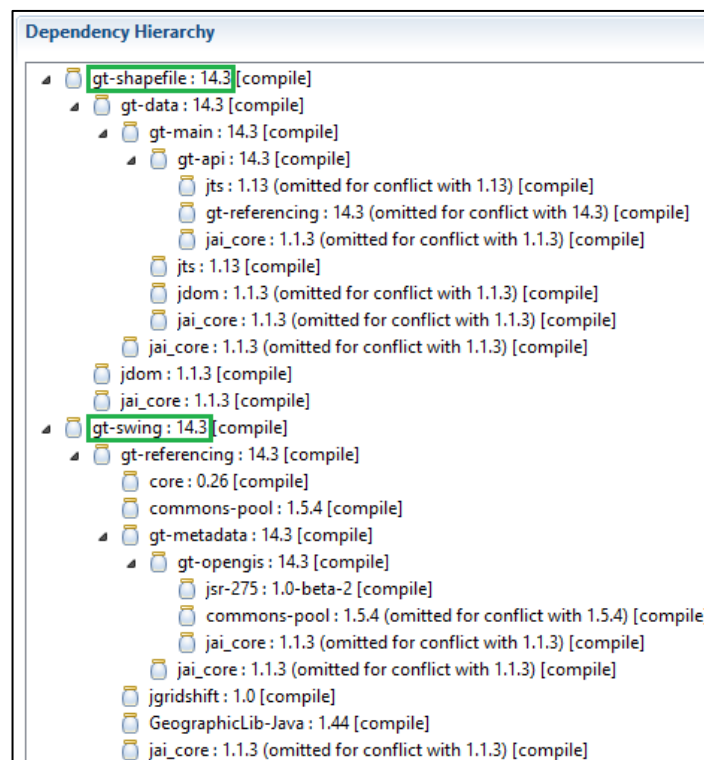 Dependency Hierarchy
gt-shapefile : 14.3 [compile]
gt-data : 14.3 [compile]
gt-main : 14.3 [compile]
gt-api : 14.3 [compile]
jts : 1.13 (omitted for conflict with 1.13) [compile]
gt-referencing : 14.3 (omitted for conflict with 14.3) [compile]
jai_core : 1.1.3 (omitted for conflict with 1.1.3) [compile]
jts : 1.13 [compile]
jdom : 1.1.3 (omitted for conflict with 1.1.3) [compile]
jai_core : 1.1.3 (omitted for conflict with 1.1.3) [compile]
jai_core : 1.1.3 (omitted for conflict with 1.1.3) [compile]
jdom : 1.1.3 [compile]
jai_core : 1.1.3 [compile]
gt-swing : 14.3 [compile]
gt-referencing : 14.3 [compile]
core : 0.26 [compile]
commons-pool : 1.5.4 [compile]
gt-metadata : 14.3 [compile]
gt-opengis : 14.3 [compile]
jsr-275 : 1.0-beta-2 [compile]
commons-pool : 1.5.4 (omitted for conflict with 1.5.4) [compile]
jai_core : 1.1.3 (omitted for conflict with 1.1.3) [compile]
jai_core : 1.1.3 (omitted for conflict with 1.1.3) [compile]
jgridshift : 1.0 [compile]
GeographicLib-Java : 1.44 [compile]
jai_core : 1.1.3 (omitted for conflict with 1.1.3) [compile]